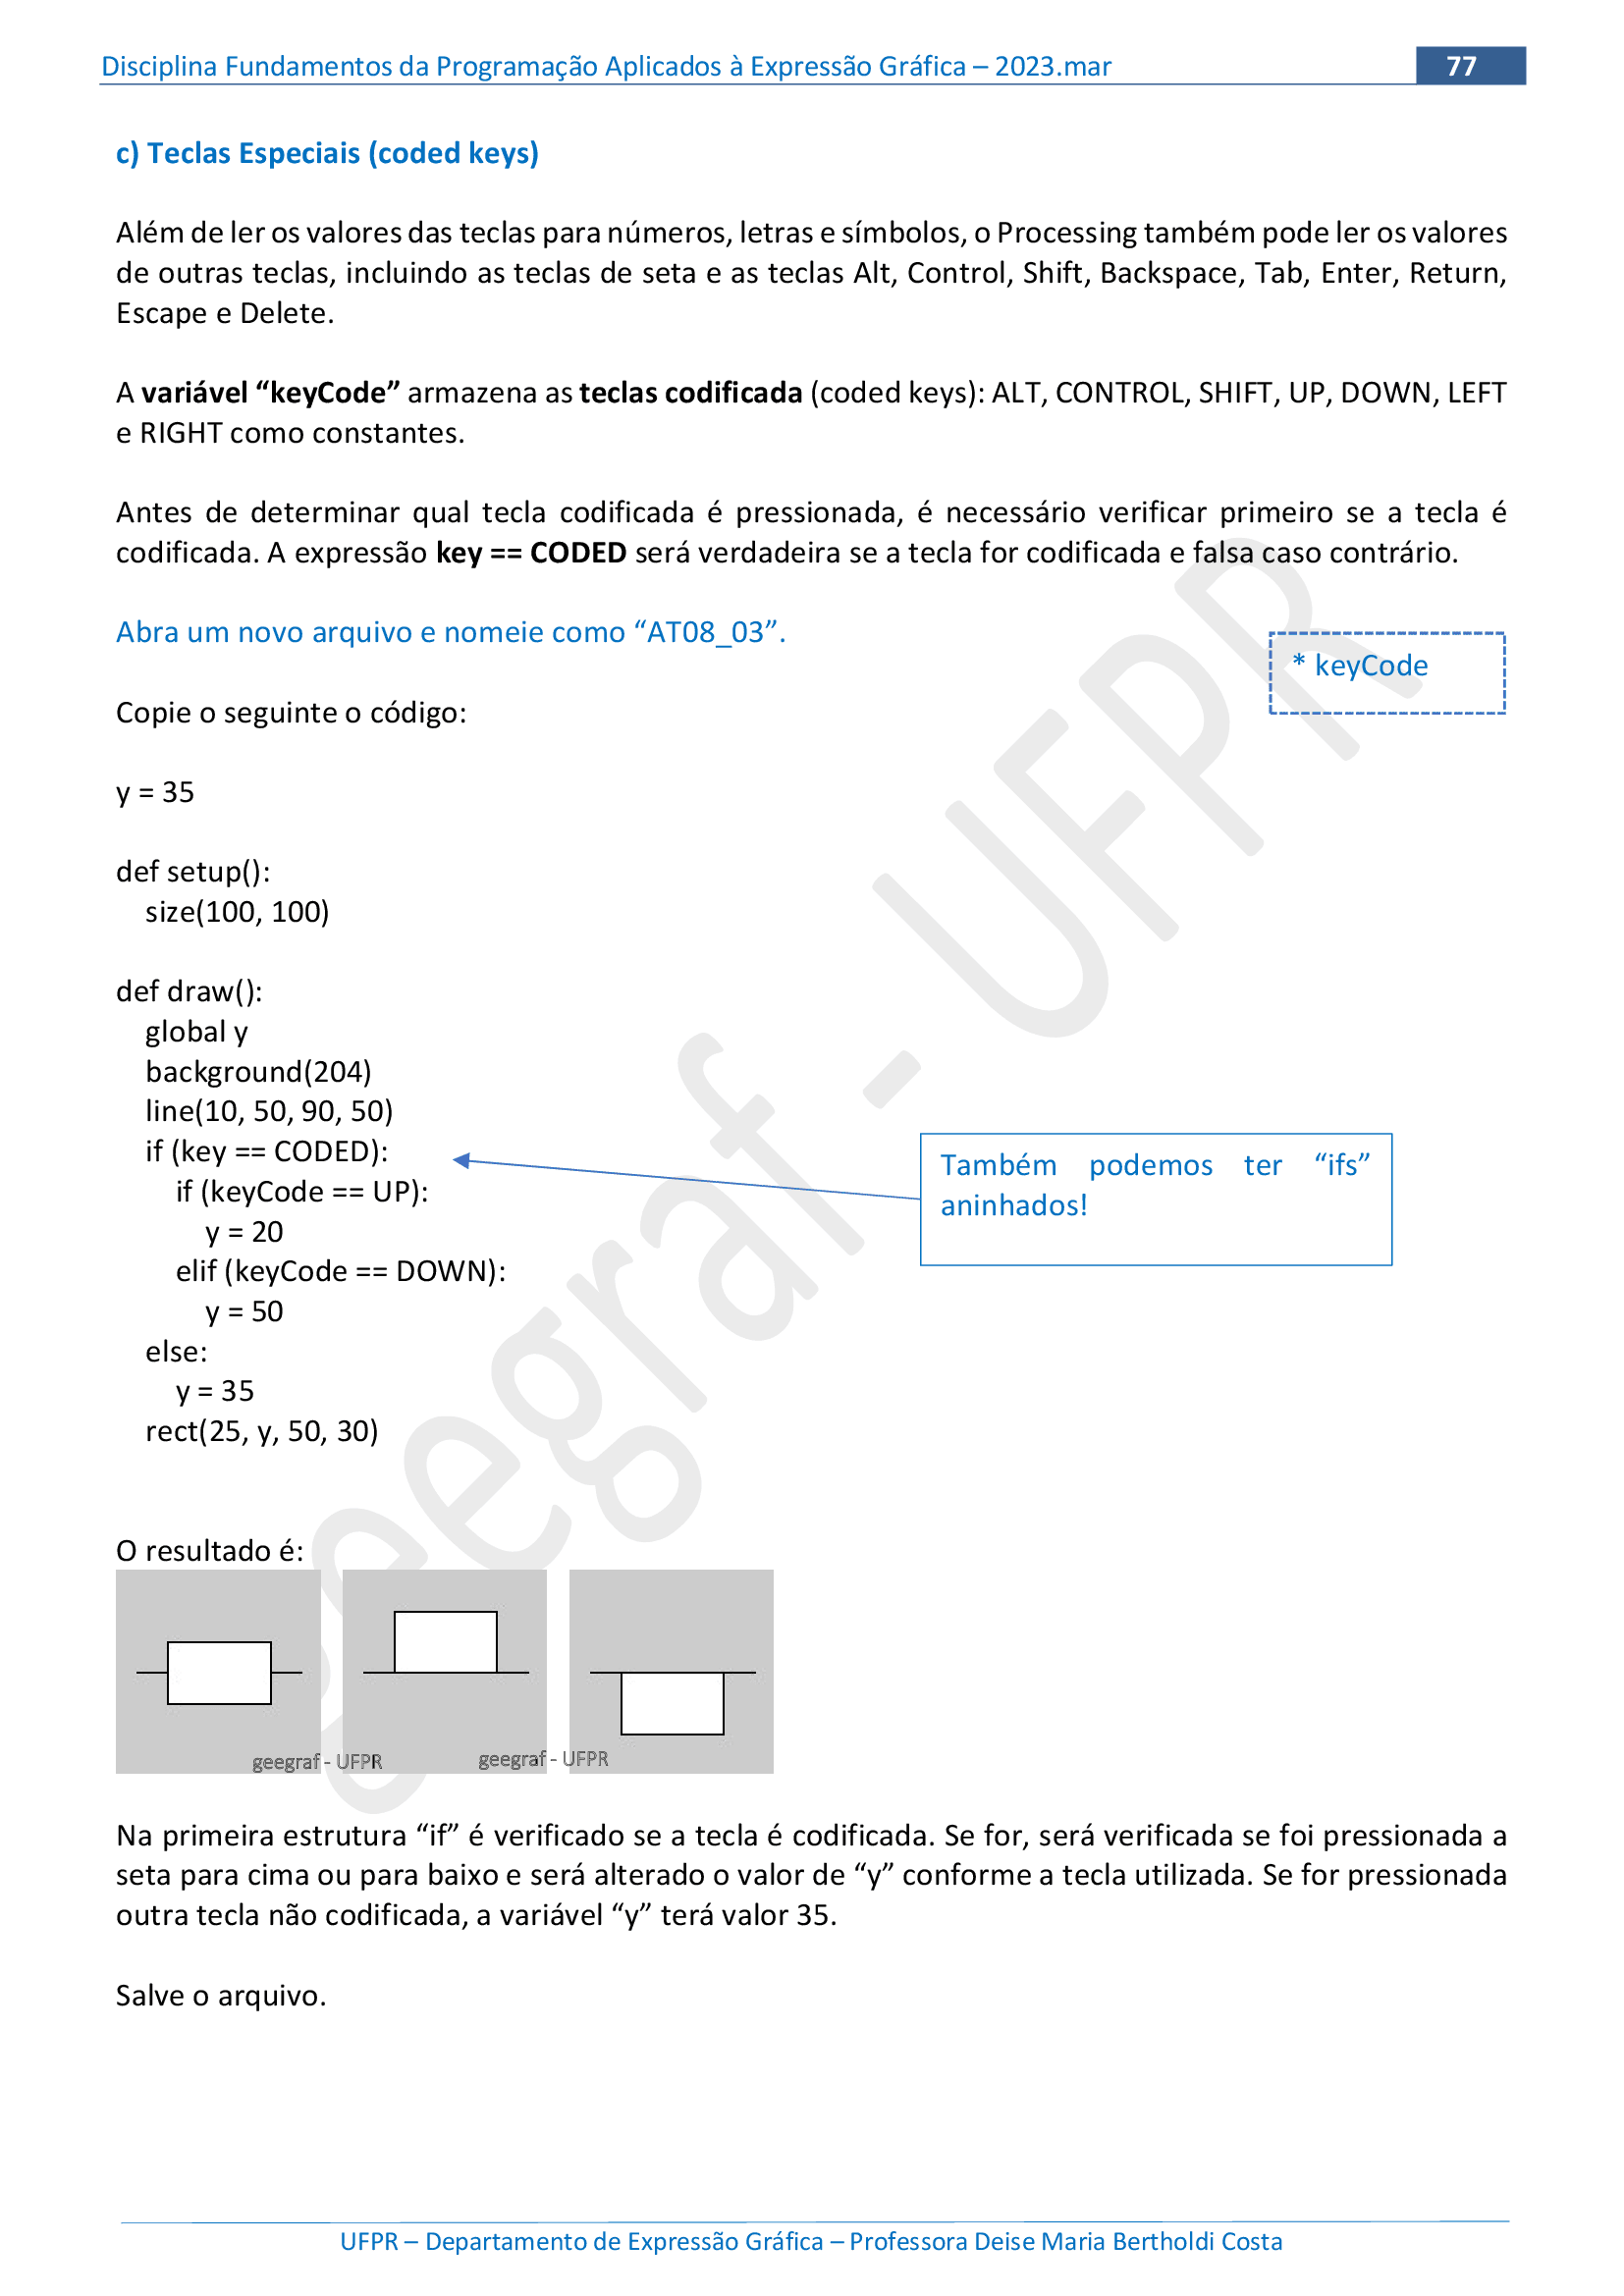 Disciplina Fundamentos da Programação Aplicados à Expressão Gráfica – 2023.mar 77
c) Teclas Especiais (coded keys)
Além de ler os valores das teclas para números, letras e símbolos, o Processing também pode ler os valores
de outras teclas, incluindo as teclas de seta e as teclas Alt, Control, Shift, Backspace, Tab, Enter, Return,
Escape e Delete.
A variável “keyCode” armazena as teclas codificada (coded keys): ALT, CONTROL, SHIFT, UP, DOWN, LEFT
e RIGHT como constantes.
Antes de determinar qual tecla codificada é pressionada, é necessário verificar primeiro se a tecla é
codificada. A expressão key == CODED será verdadeira se a tecla for codificada e falsa caso contrário.
Abra um novo arquivo e nomeie como “AT08_03”.
* keyCode
Copie o seguinte o código:
y = 35
def setup():
size(100, 100)
def draw():
global y
background(204)
line(10, 50, 90, 50)
if (key == CODED):
if (keyCode == UP):
y = 20
elif (keyCode == DOWN):
y = 50
else:
y = 35
rect(25, y, 50, 30)
Também podemos ter “ifs”
aninhados!
O resultado é:
geegraf - UFPR
geegraf - UFPR
Na primeira estrutura “if” é verificado se a tecla é codificada. Se for, será verificada se foi pressionada a
seta para cima ou para baixo e será alterado o valor de “y” conforme a tecla utilizada. Se for pressionada
outra tecla não codificada, a variável “y” terá valor 35.
Salve o arquivo.
UFPR – Departamento de Expressão Gráfica – Professora Deise Maria Bertholdi Costa
geegraf - UFPR